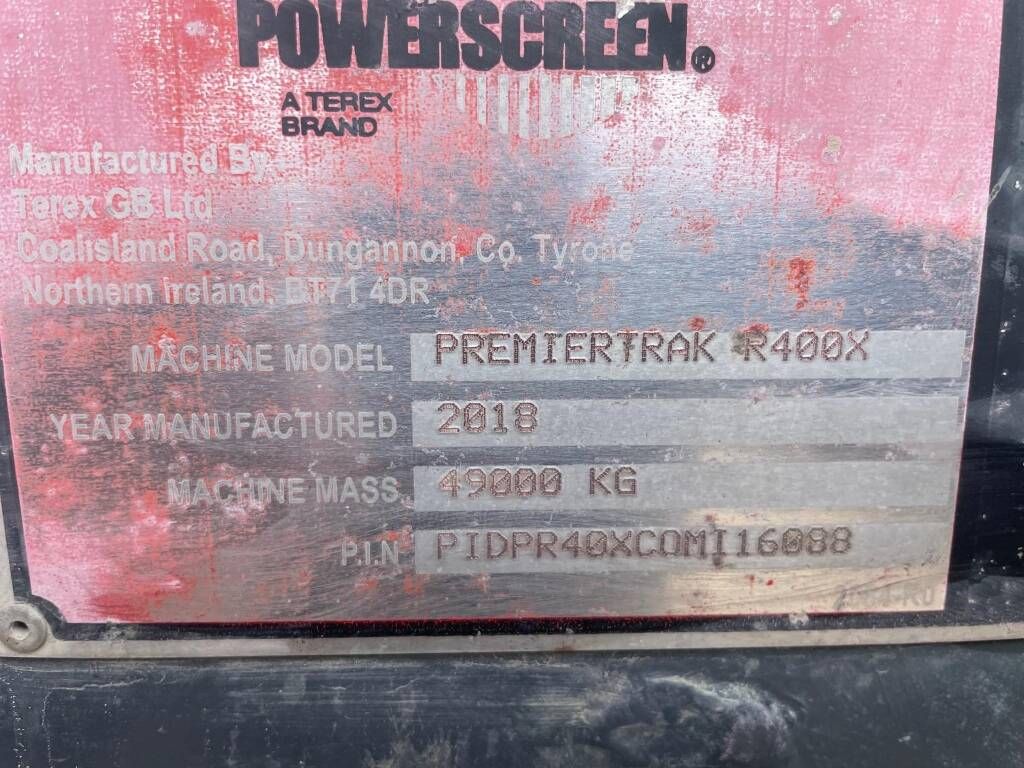 POWERSCREEN®
A TEREX
BRAND
Manufactured By
Terex GB Ltd
Coalisland Road, Dungannon, Co. Tyrone
Northern Ireland. BT71 4DR
MACHINE MODEL PREMIERTRAK R400X
YEAR MANUFACTURED 2018
MACHINE MASS 49000 KG
P.I.N PIDPR40XCOMI16088